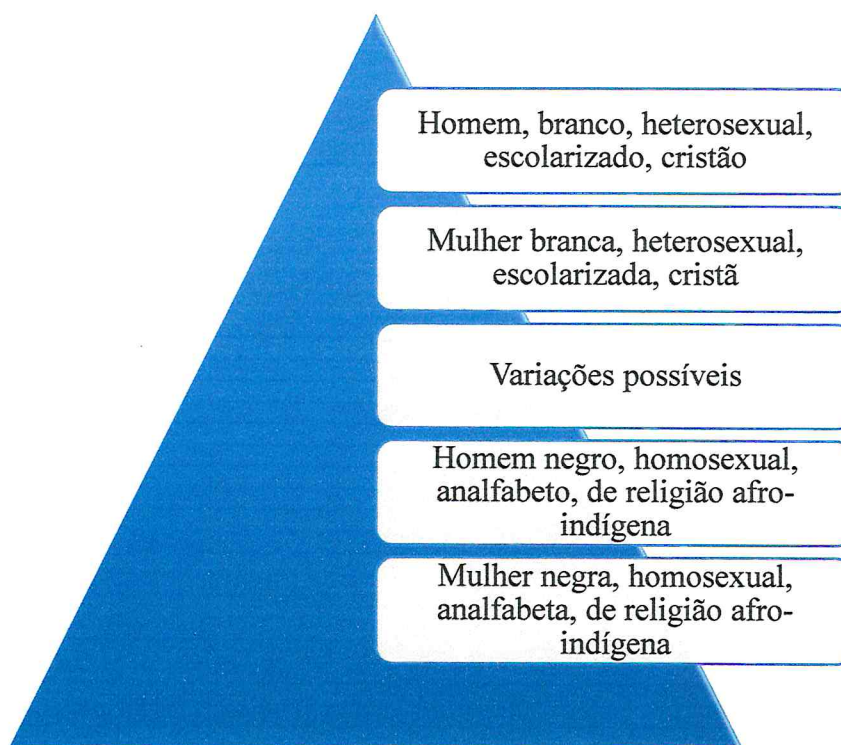 Homem, branco, heterosexual,
escolarizado, cristão
Mulher branca, heterosexual,
escolarizada, cristã
Variações possíveis
Homem negro, homosexual,
analfabeto, de religião afro-
indígena
Mulher negra, homosexual,
analfabeta, de religião afro-
indígena